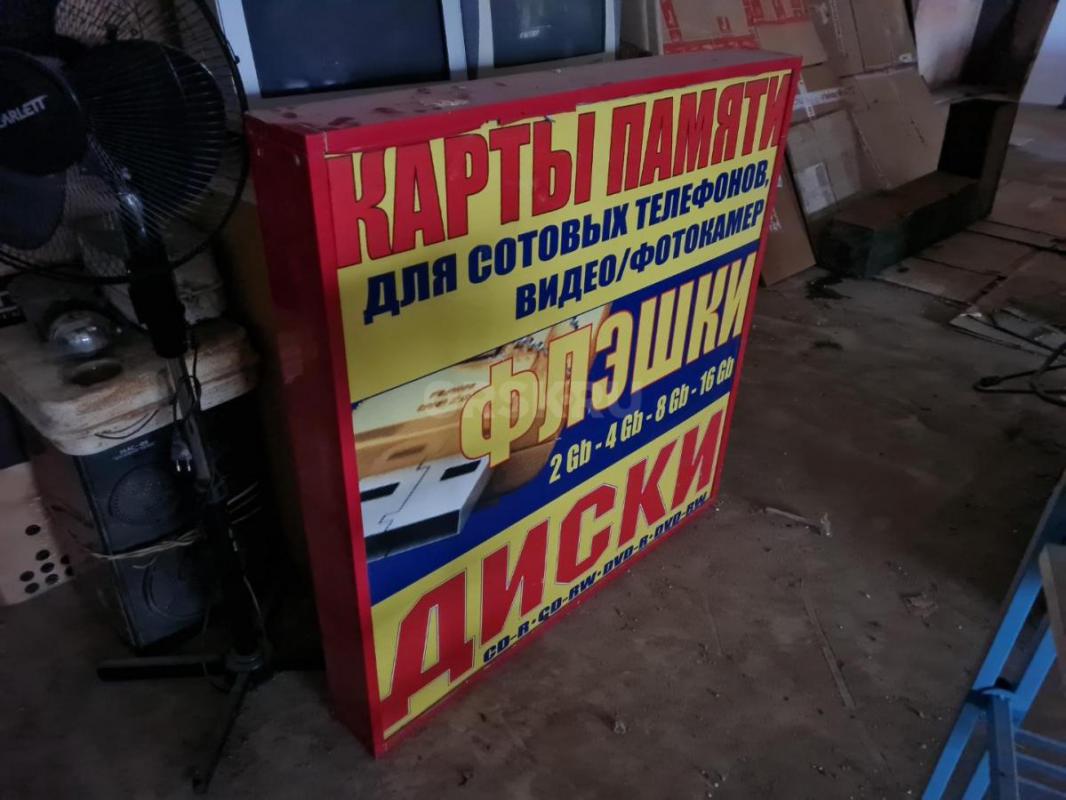 КАРТЫ ПАМЯТИ
ДЛЯ СОТОВЫХ ТЕЛЕФОНОВ,
ВИДЕО/ФОТОКАМЕР
ФЛЭШКИ
2 Gb - 4 Gb - 8 Gb - 16 Gb
ДИСКИ
CD-R·CD-RW·DVD-R·DVD-RW